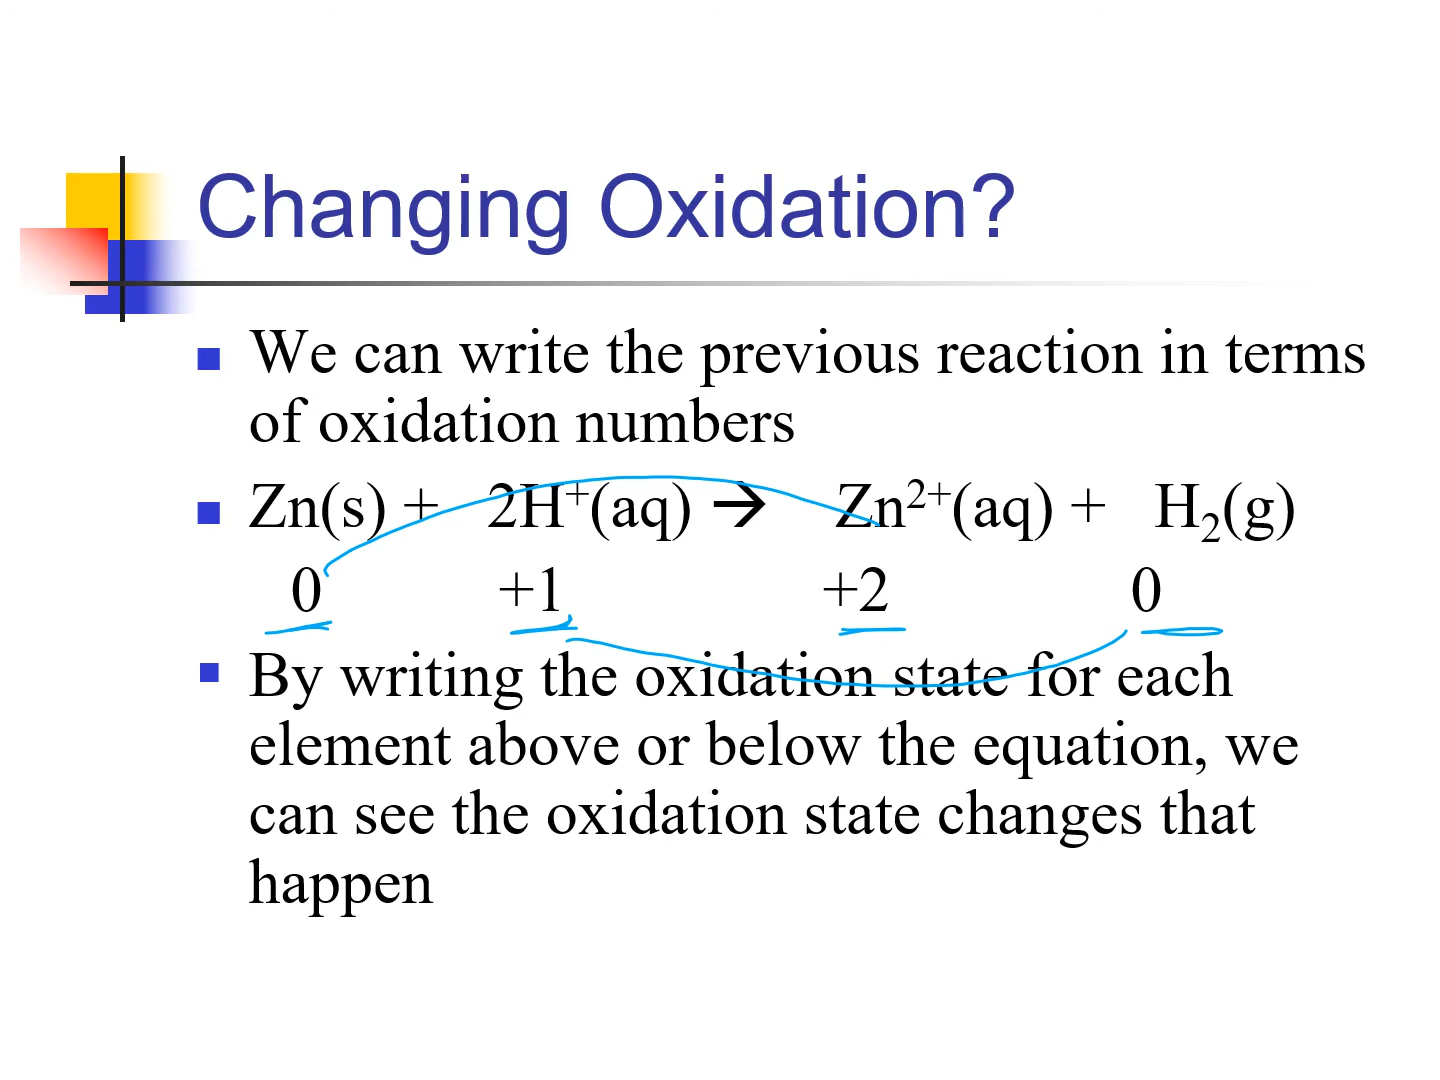 Changing Oxidation?
We can write the previous reaction in terms
of oxidation numbers
Zn(s) + 2H⁺(aq) → Zn²⁺(aq) + H₂(g)
0 +1 +2 0
By writing the oxidation state for each
element above or below the equation, we
can see the oxidation state changes that
happen